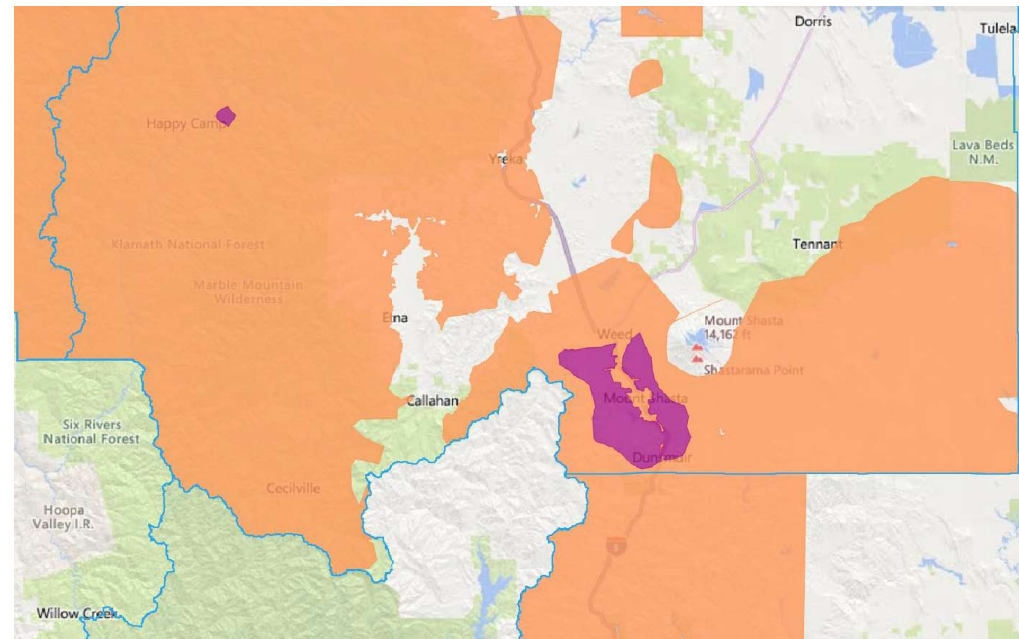 Dorris
Tulela
Happy Camp
Lava Beds
N.M.
Yreka
Klamath National Forest
Tennant
Marble Mountain
Wilderness
Etna
Mount Shasta
14,162 ft
Weed
Shastarama Point
Callahan
Mount Shasta
Six Rivers
National Forest
Dunsmuir
Cecilville
Hoopa
Valley I.R.
5
Willow Creek